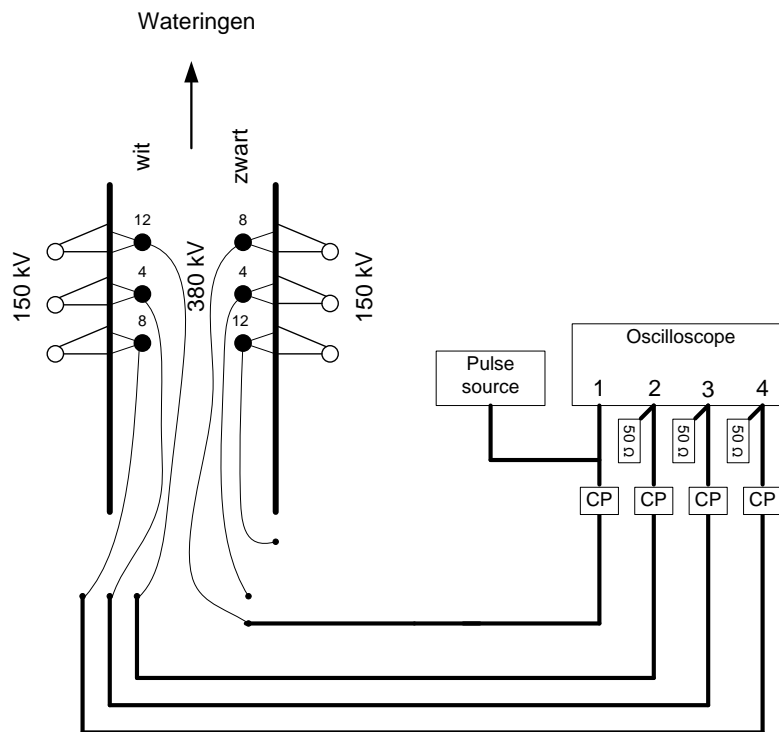 Wateringen
wit
zwart
12
8
4
4
8
12
150 kV
380 kV
150 kV
Pulse
source
Oscilloscope
1 2 3 4
50 Ω
50 Ω
50 Ω
CP
CP
CP
CP